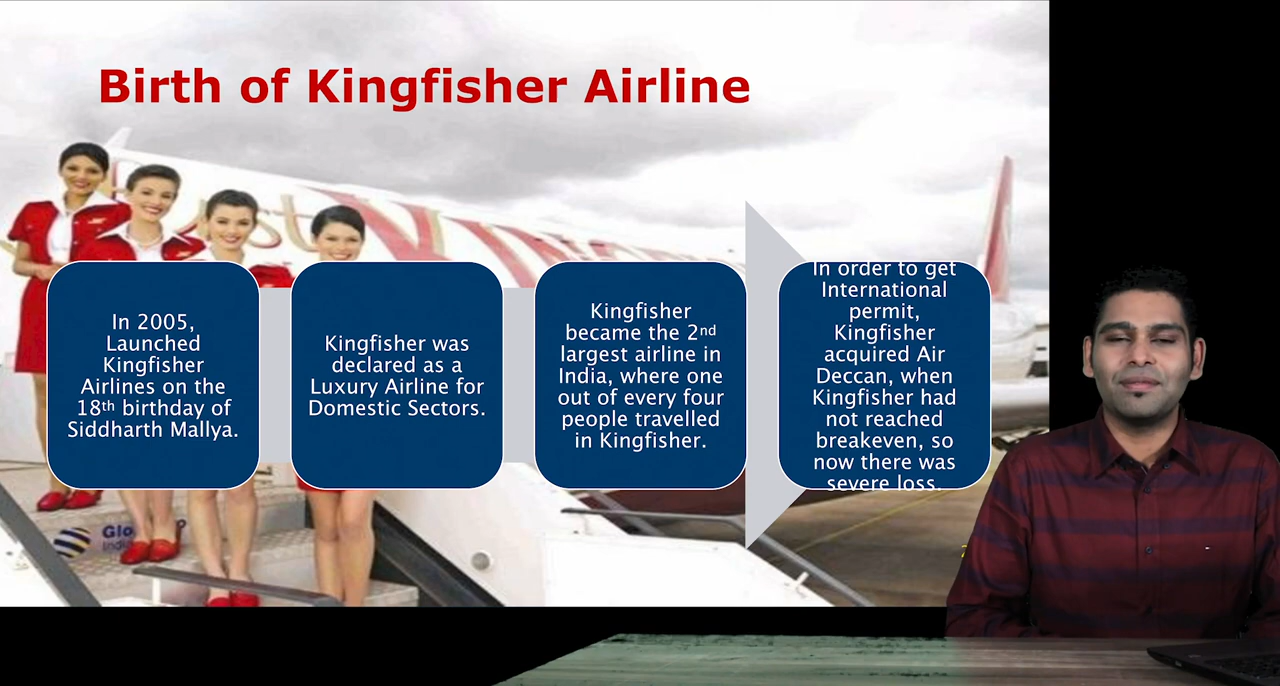 Birth of Kingfisher Airline
In 2005,
Launched
Kingfisher
Airlines on the
18th birthday of
Siddharth Mallya.
Kingfisher was
declared as a
Luxury Airline for
Domestic Sectors.
Kingfisher
became the 2nd
largest airline in
India, where one
out of every four
people travelled
in Kingfisher.
In order to get
International
permit,
Kingfisher
acquired Air
Deccan, when
Kingfisher had
not reached
breakeven, so
now there was
severe loss.